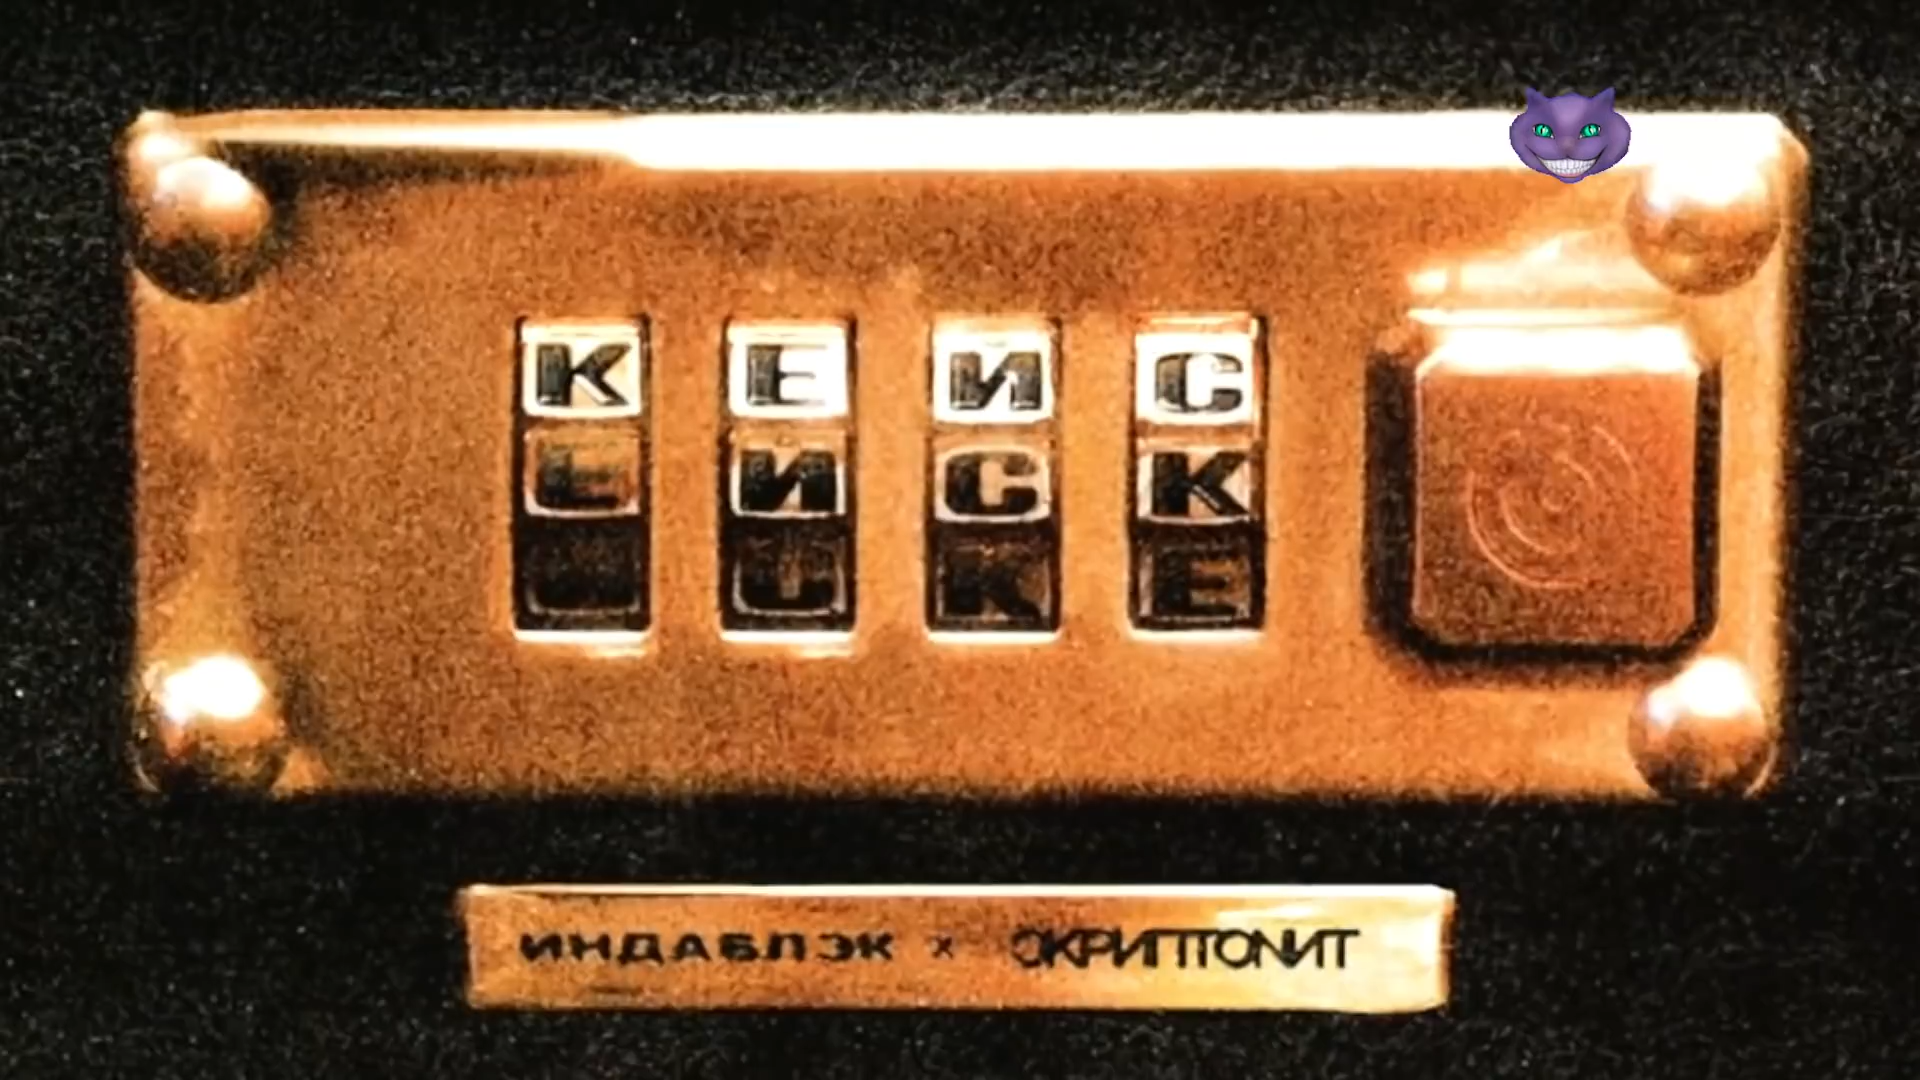 К Е И С
Е И С К
И С К Е
ИНДАБЛЭК × СКРИПТОНИТ